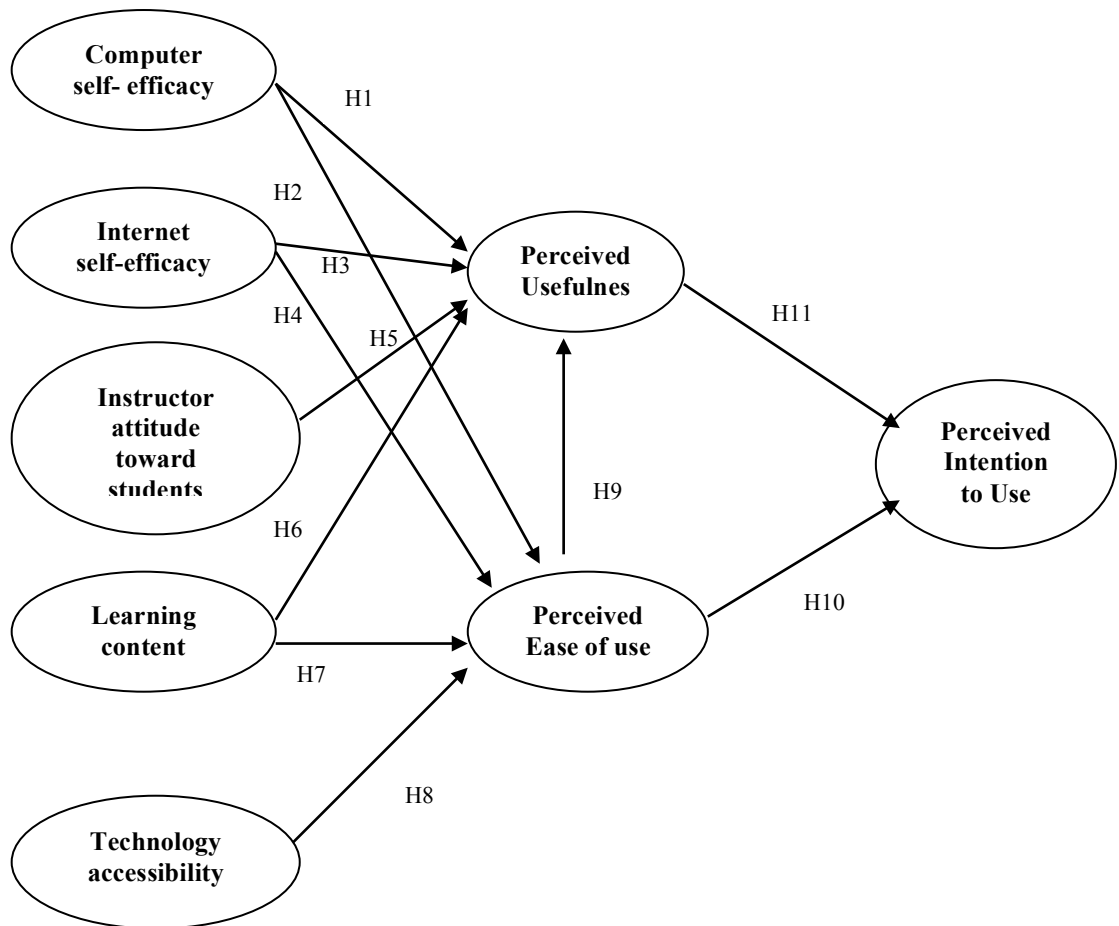 Computer
self- efficacy
H1
H2
Internet
self-efficacy
H3
Perceived
Usefulnes
H4
H5
H11
Instructor
attitude
toward
students
Perceived
Intention
to Use
H9
H6
Learning
content
Perceived
Ease of use
H10
H7
H8
Technology
accessibility